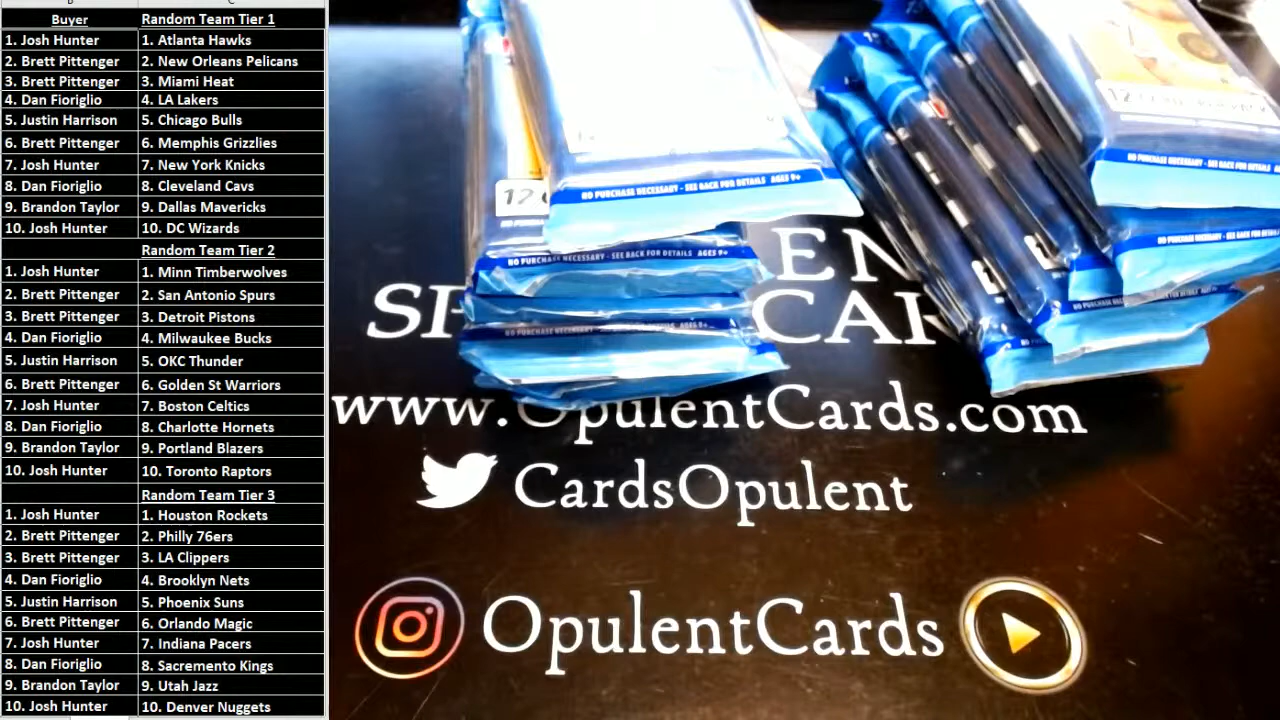 Buyer Random Team Tier 1
1. Josh Hunter 1. Atlanta Hawks
2. Brett Pittenger 2. New Orleans Pelicans
3. Brett Pittenger 3. Miami Heat
4. Dan Fioriglio 4. LA Lakers
5. Justin Harrison 5. Chicago Bulls
6. Brett Pittenger 6. Memphis Grizzlies
7. Josh Hunter 7. New York Knicks
8. Dan Fioriglio 8. Cleveland Cavs
9. Brandon Taylor 9. Dallas Mavericks
10. Josh Hunter 10. DC Wizards
Random Team Tier 2
1. Josh Hunter 1. Minn Timberwolves
2. Brett Pittenger 2. San Antonio Spurs
3. Brett Pittenger 3. Detroit Pistons
4. Dan Fioriglio 4. Milwaukee Bucks
5. Justin Harrison 5. OKC Thunder
6. Brett Pittenger 6. Golden St Warriors
7. Josh Hunter 7. Boston Celtics
8. Dan Fioriglio 8. Charlotte Hornets
9. Brandon Taylor 9. Portland Blazers
10. Josh Hunter 10. Toronto Raptors
Random Team Tier 3
1. Josh Hunter 1. Houston Rockets
2. Brett Pittenger 2. Philly 76ers
3. Brett Pittenger 3. LA Clippers
4. Dan Fioriglio 4. Brooklyn Nets
5. Justin Harrison 5. Phoenix Suns
6. Brett Pittenger 6. Orlando Magic
7. Josh Hunter 7. Indiana Pacers
8. Dan Fioriglio 8. Sacremento Kings
9. Brandon Taylor 9. Utah Jazz
10. Josh Hunter 10. Denver Nuggets
NO PURCHASE NECESSARY - SEE BACK FOR DETAILS AGES 9+
NO PURCHASE NECESSARY - SEE BACK FOR DETAILS AGES 9+
12
www.OpulentCards.com
CardsOpulent
OpulentCards